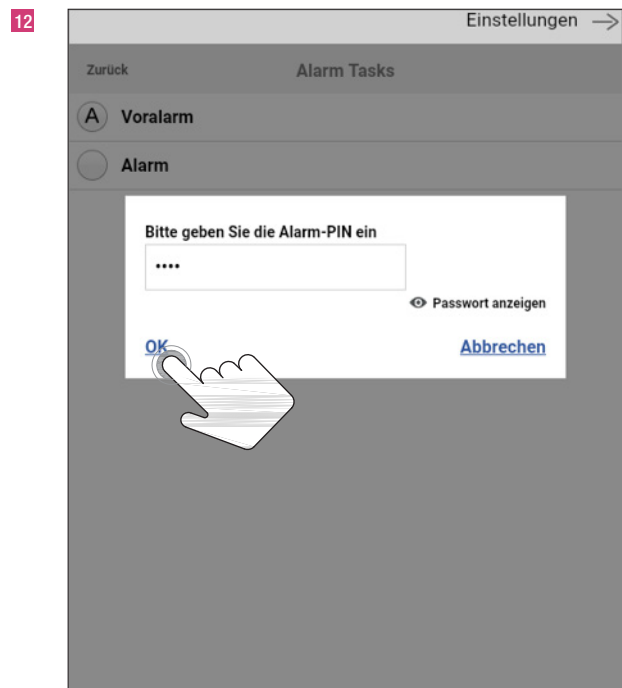 12
Einstellungen
Zurück
Alarm Tasks
A Voralarm
Alarm
Bitte geben Sie die Alarm-PIN ein
••••
Passwort anzeigen
OK
Abbrechen